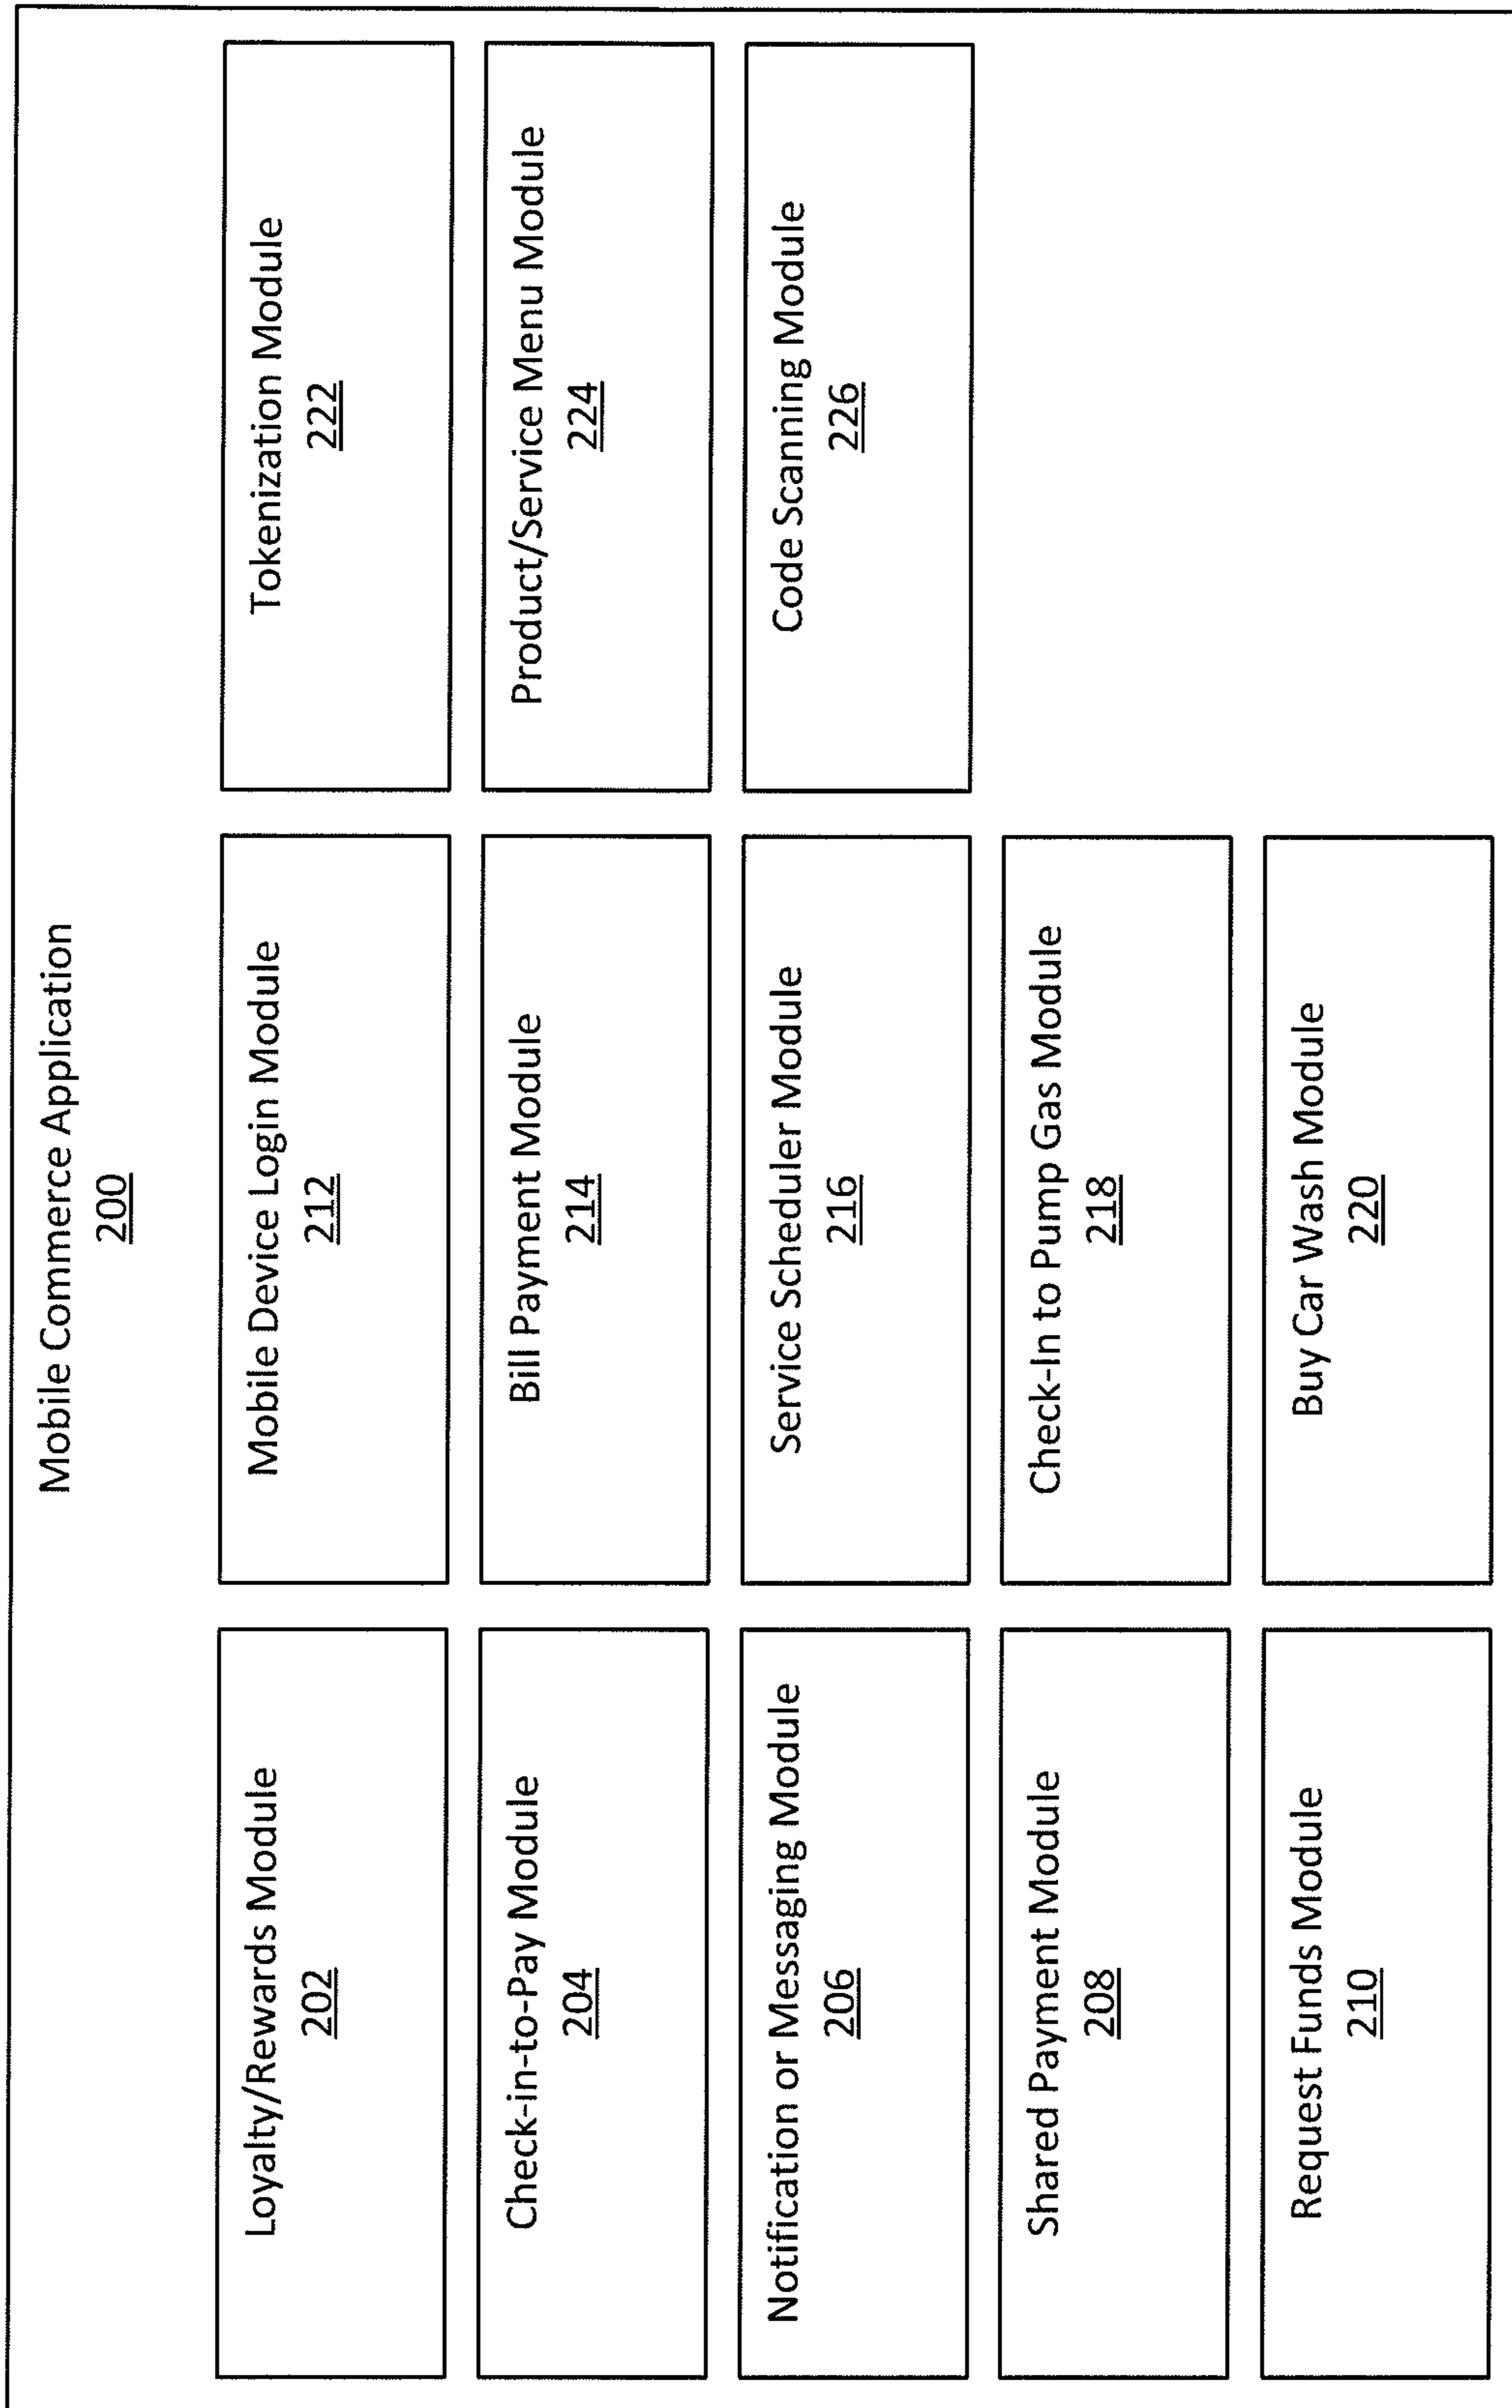 Mobile Commerce Application
200
Loyalty/Rewards Module
202
Check-in-to-Pay Module
204
Notification or Messaging Module
206
Shared Payment Module
208
Request Funds Module
210
Mobile Device Login Module
212
Bill Payment Module
214
Service Scheduler Module
216
Check-In to Pump Gas Module
218
Buy Car Wash Module
220
Tokenization Module
222
Product/Service Menu Module
224
Code Scanning Module
226